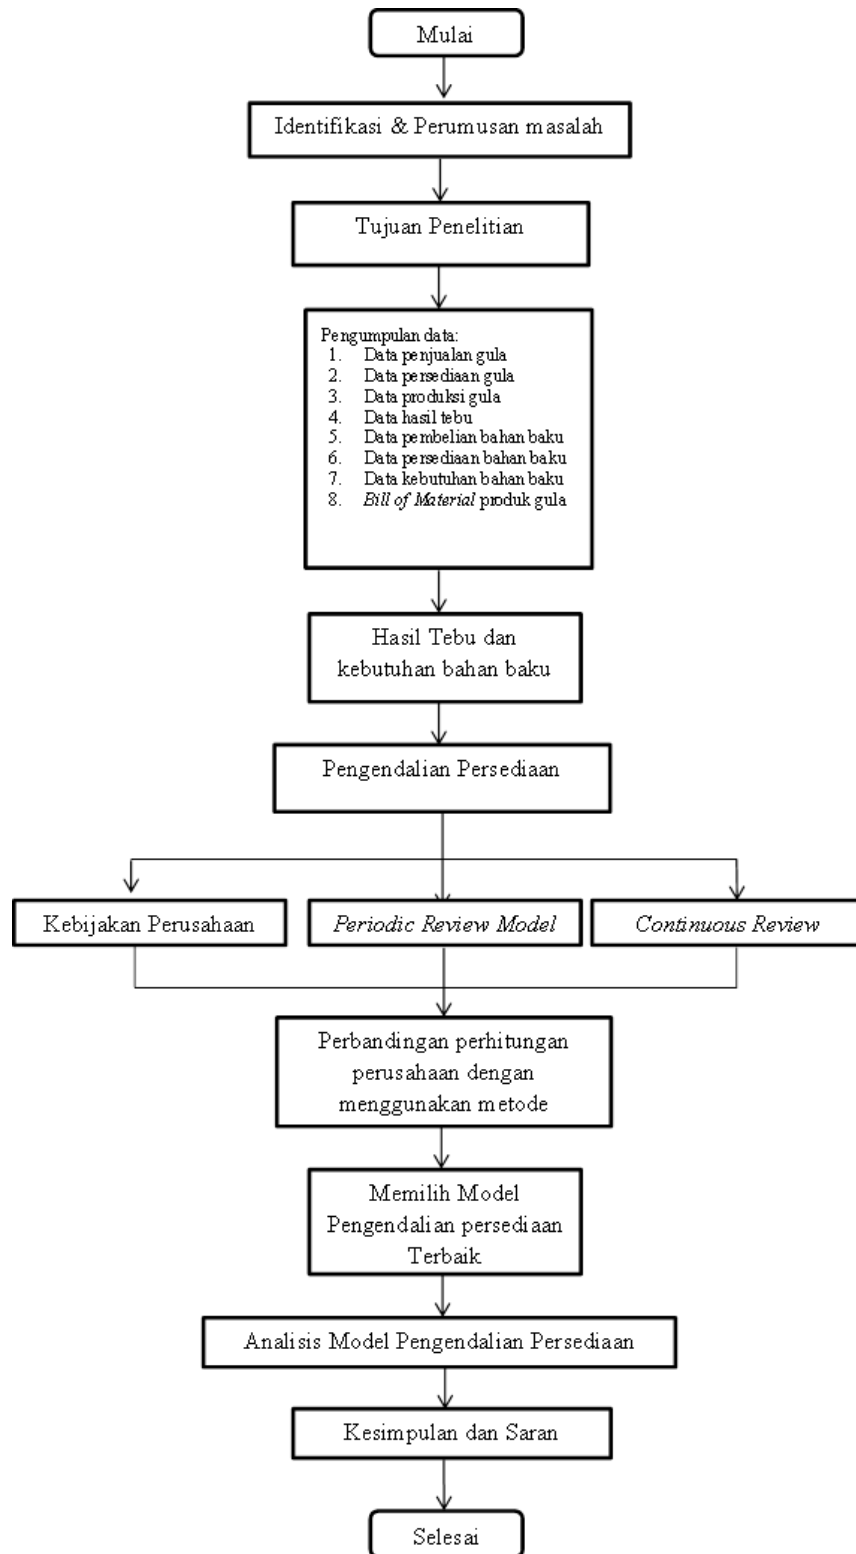 Mulai
Identifikasi & Perumusan masalah
Tujuan Penelitian
Pengumpulan data:
1. Data penjualan gula
2. Data persediaan gula
3. Data produksi gula
4. Data hasil tebu
5. Data pembelian bahan baku
6. Data persediaan bahan baku
7. Data kebutuhan bahan baku
8. Bill of Material produk gula
Hasil Tebu dan
kebutuhan bahan baku
Pengendalian Persediaan
Kebijakan Perusahaan
Periodic Review Model
Continuous Review
Perbandingan perhitungan
perusahaan dengan
menggunakan metode
Memilih Model
Pengendalian persediaan
Terbaik
Analisis Model Pengendalian Persediaan
Kesimpulan dan Saran
Selesai